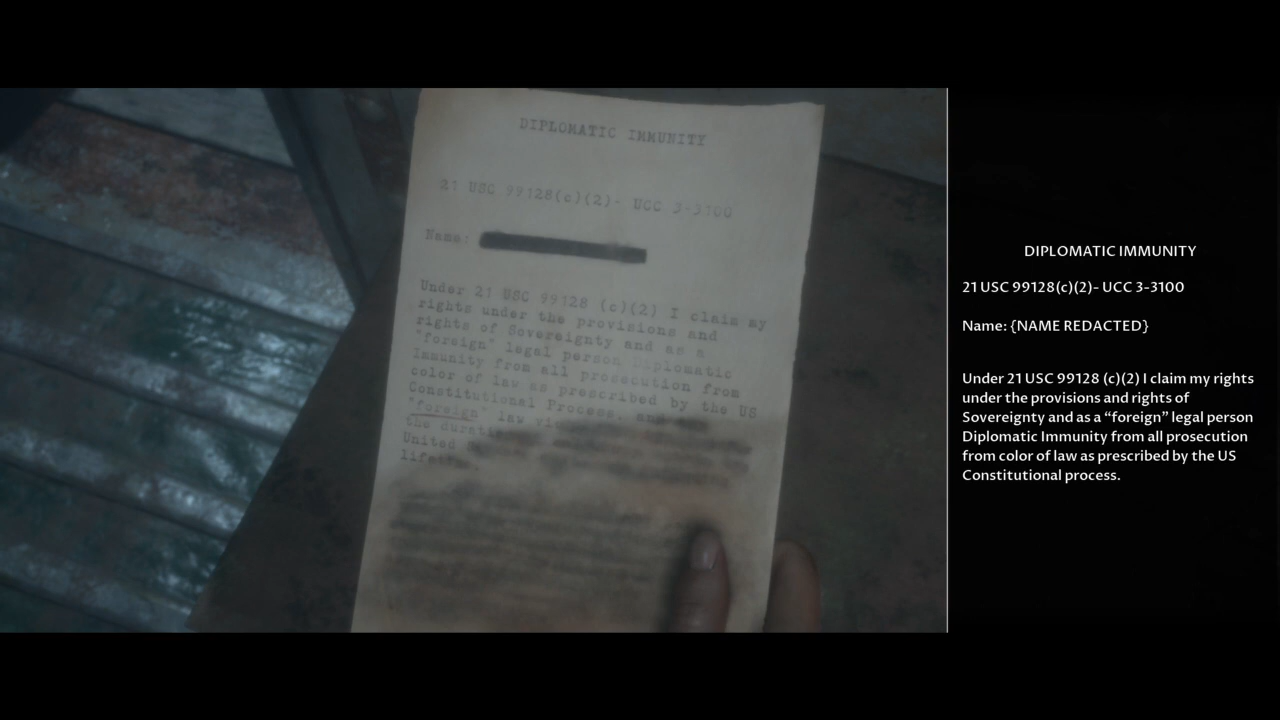 DIPLOMATIC IMMUNITY
21 USC 99128(c)(2)- UCC 3-3100
Name:
Under 21 USC 99128 (c)(2) I claim my
rights under the provisions and
rights of Sovereignty and as a
"foreign" legal person Diplomatic
Immunity from all prosecution from
color of law as prescribed by the US
Constitutional Process. and
"foreign" law
the
United
DIPLOMATIC IMMUNITY
21 USC 99128(c)(2)- UCC 3-3100
Name: {NAME REDACTED}
Under 21 USC 99128 (c)(2) I claim my rights
under the provisions and rights of
Sovereignty and as a “foreign” legal person
Diplomatic Immunity from all prosecution
from color of law as prescribed by the US
Constitutional process.